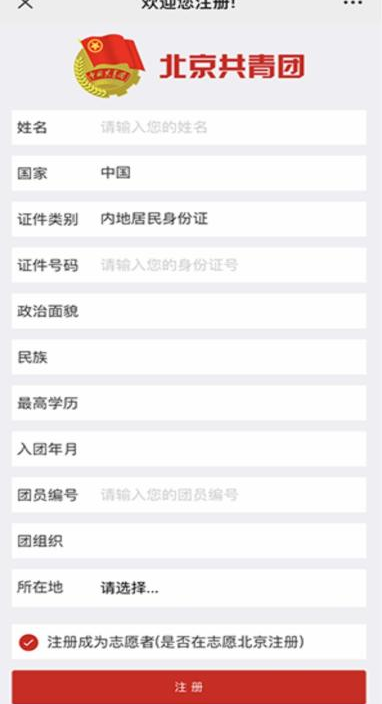 欢迎您注册!
北京共青团
姓名 请输入您的姓名
国家 中国
证件类别 内地居民身份证
证件号码 请输入您的身份证号
政治面貌
民族
最高学历
入团年月
团员编号 请输入您的团员编号
团组织
所在地 请选择...
注册成为志愿者(是否在志愿北京注册)
注 册